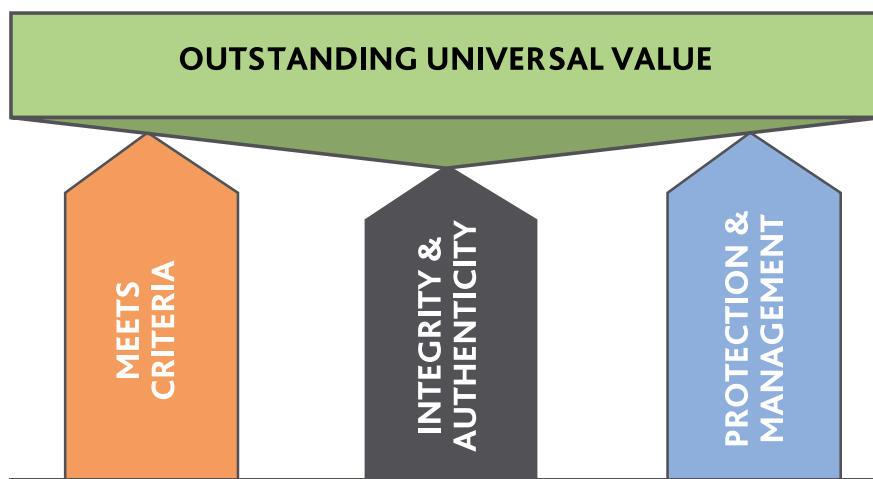 OUTSTANDING UNIVERSAL VALUE
MEETS
CRITERIA
INTEGRITY &
AUTHENTICITY
PROTECTION &
MANAGEMENT